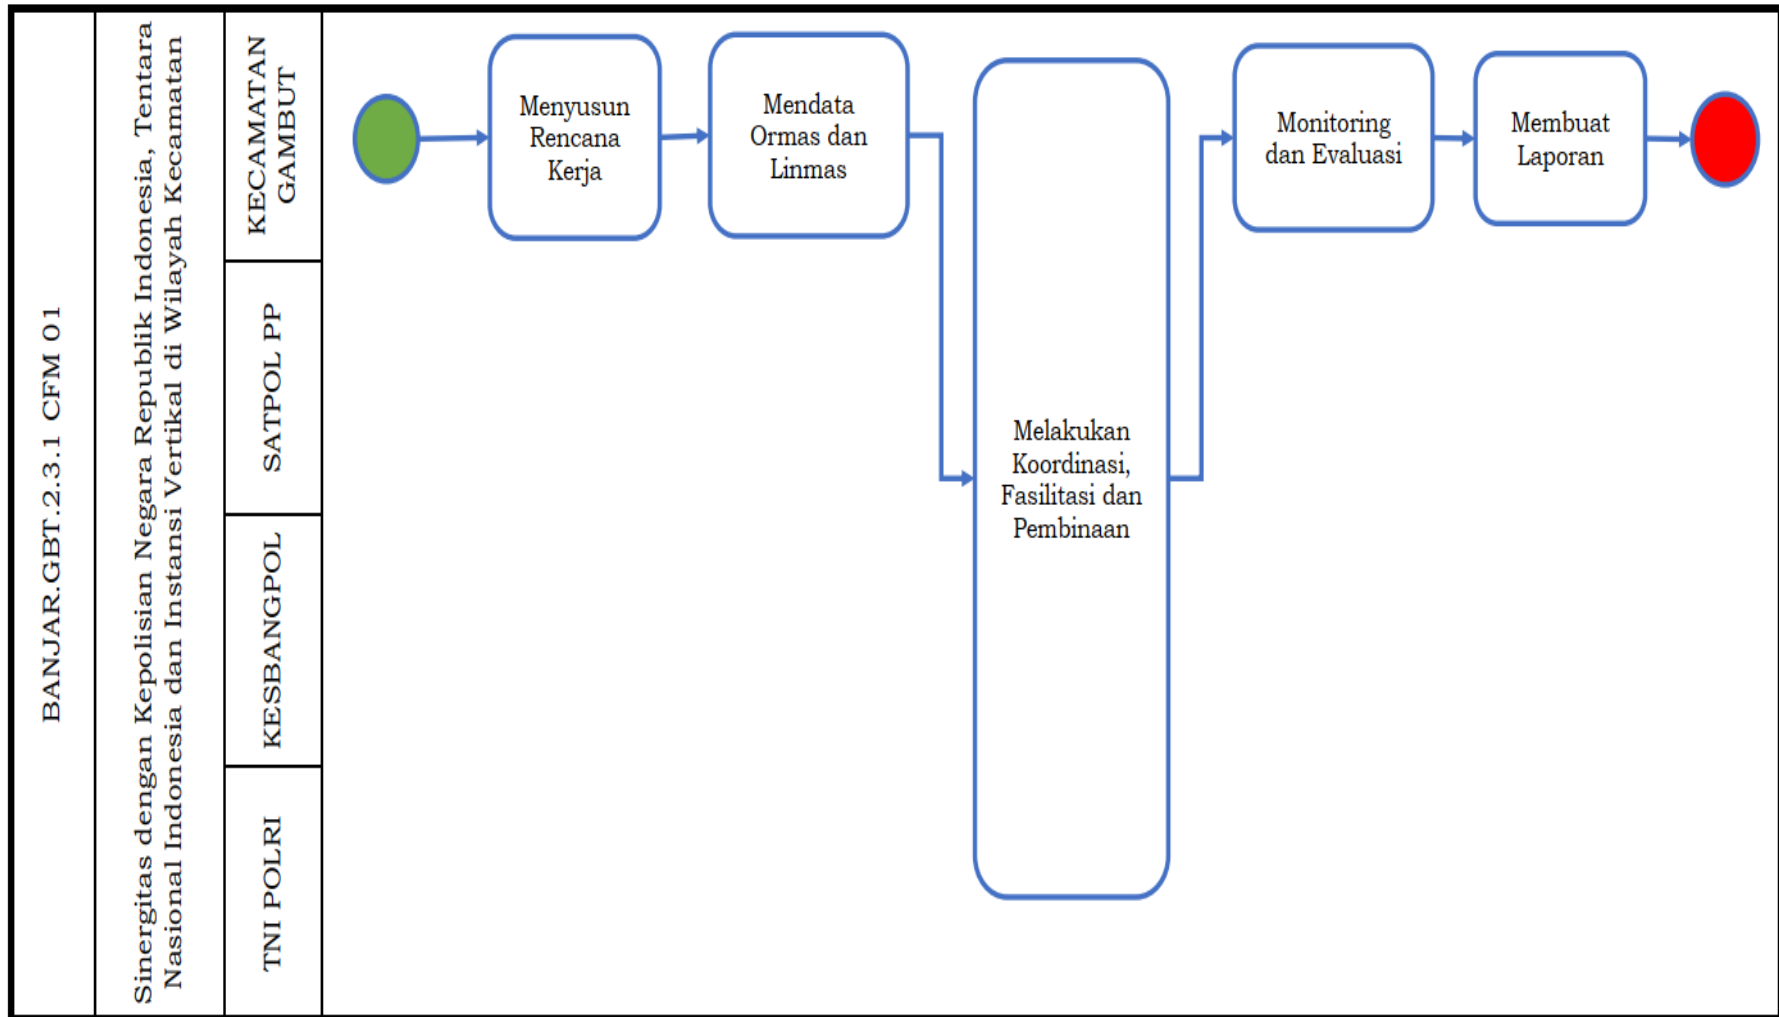 BANJAR.GBT.2.3.1 CFM 01
Sinergitas dengan Kepolisian Negara Republik Indonesia, Tentara
Nasional Indonesia dan Instansi Vertikal di Wilayah Kecamatan
KECAMATAN
GAMBUT
SATPOL PP
KESBANGPOL
TNI POLRI
Menyusun
Rencana
Kerja
Mendata
Ormas dan
Linmas
Melakukan
Koordinasi,
Fasilitasi dan
Pembinaan
Monitoring
dan Evaluasi
Membuat
Laporan